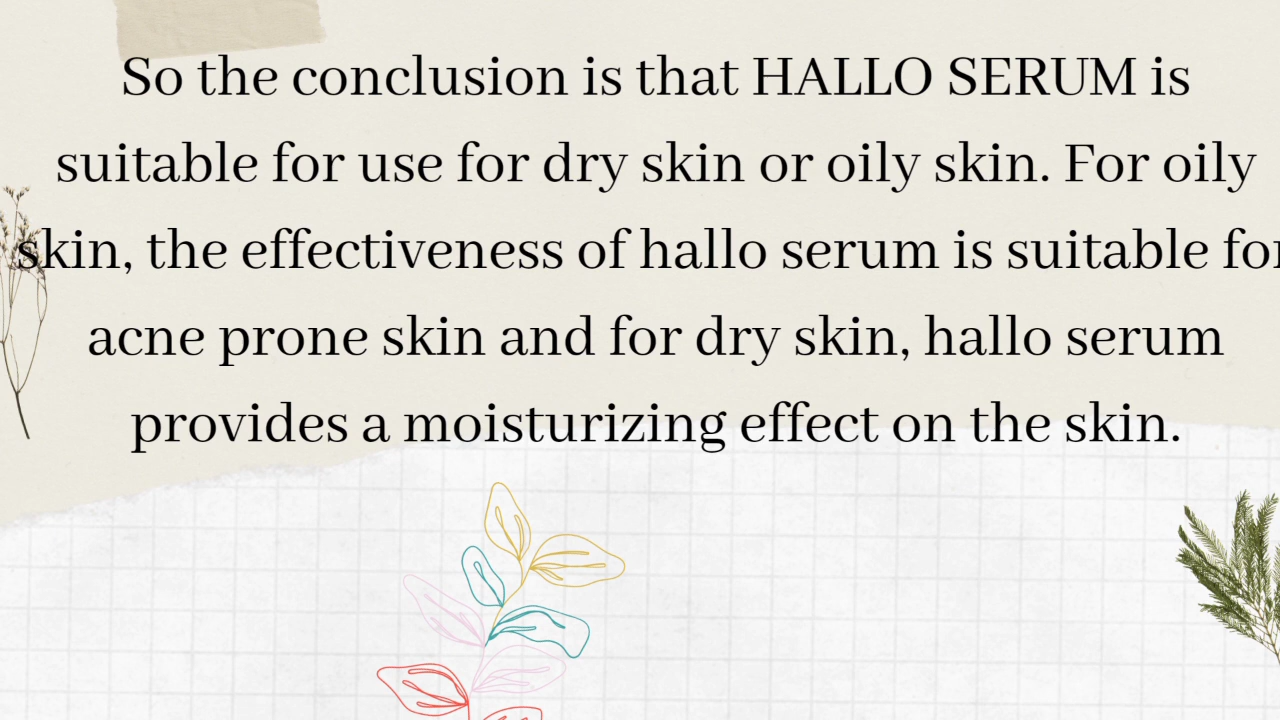 So the conclusion is that HALLO SERUM is
suitable for use for dry skin or oily skin. For oily
skin, the effectiveness of hallo serum is suitable for
acne prone skin and for dry skin, hallo serum
provides a moisturizing effect on the skin.